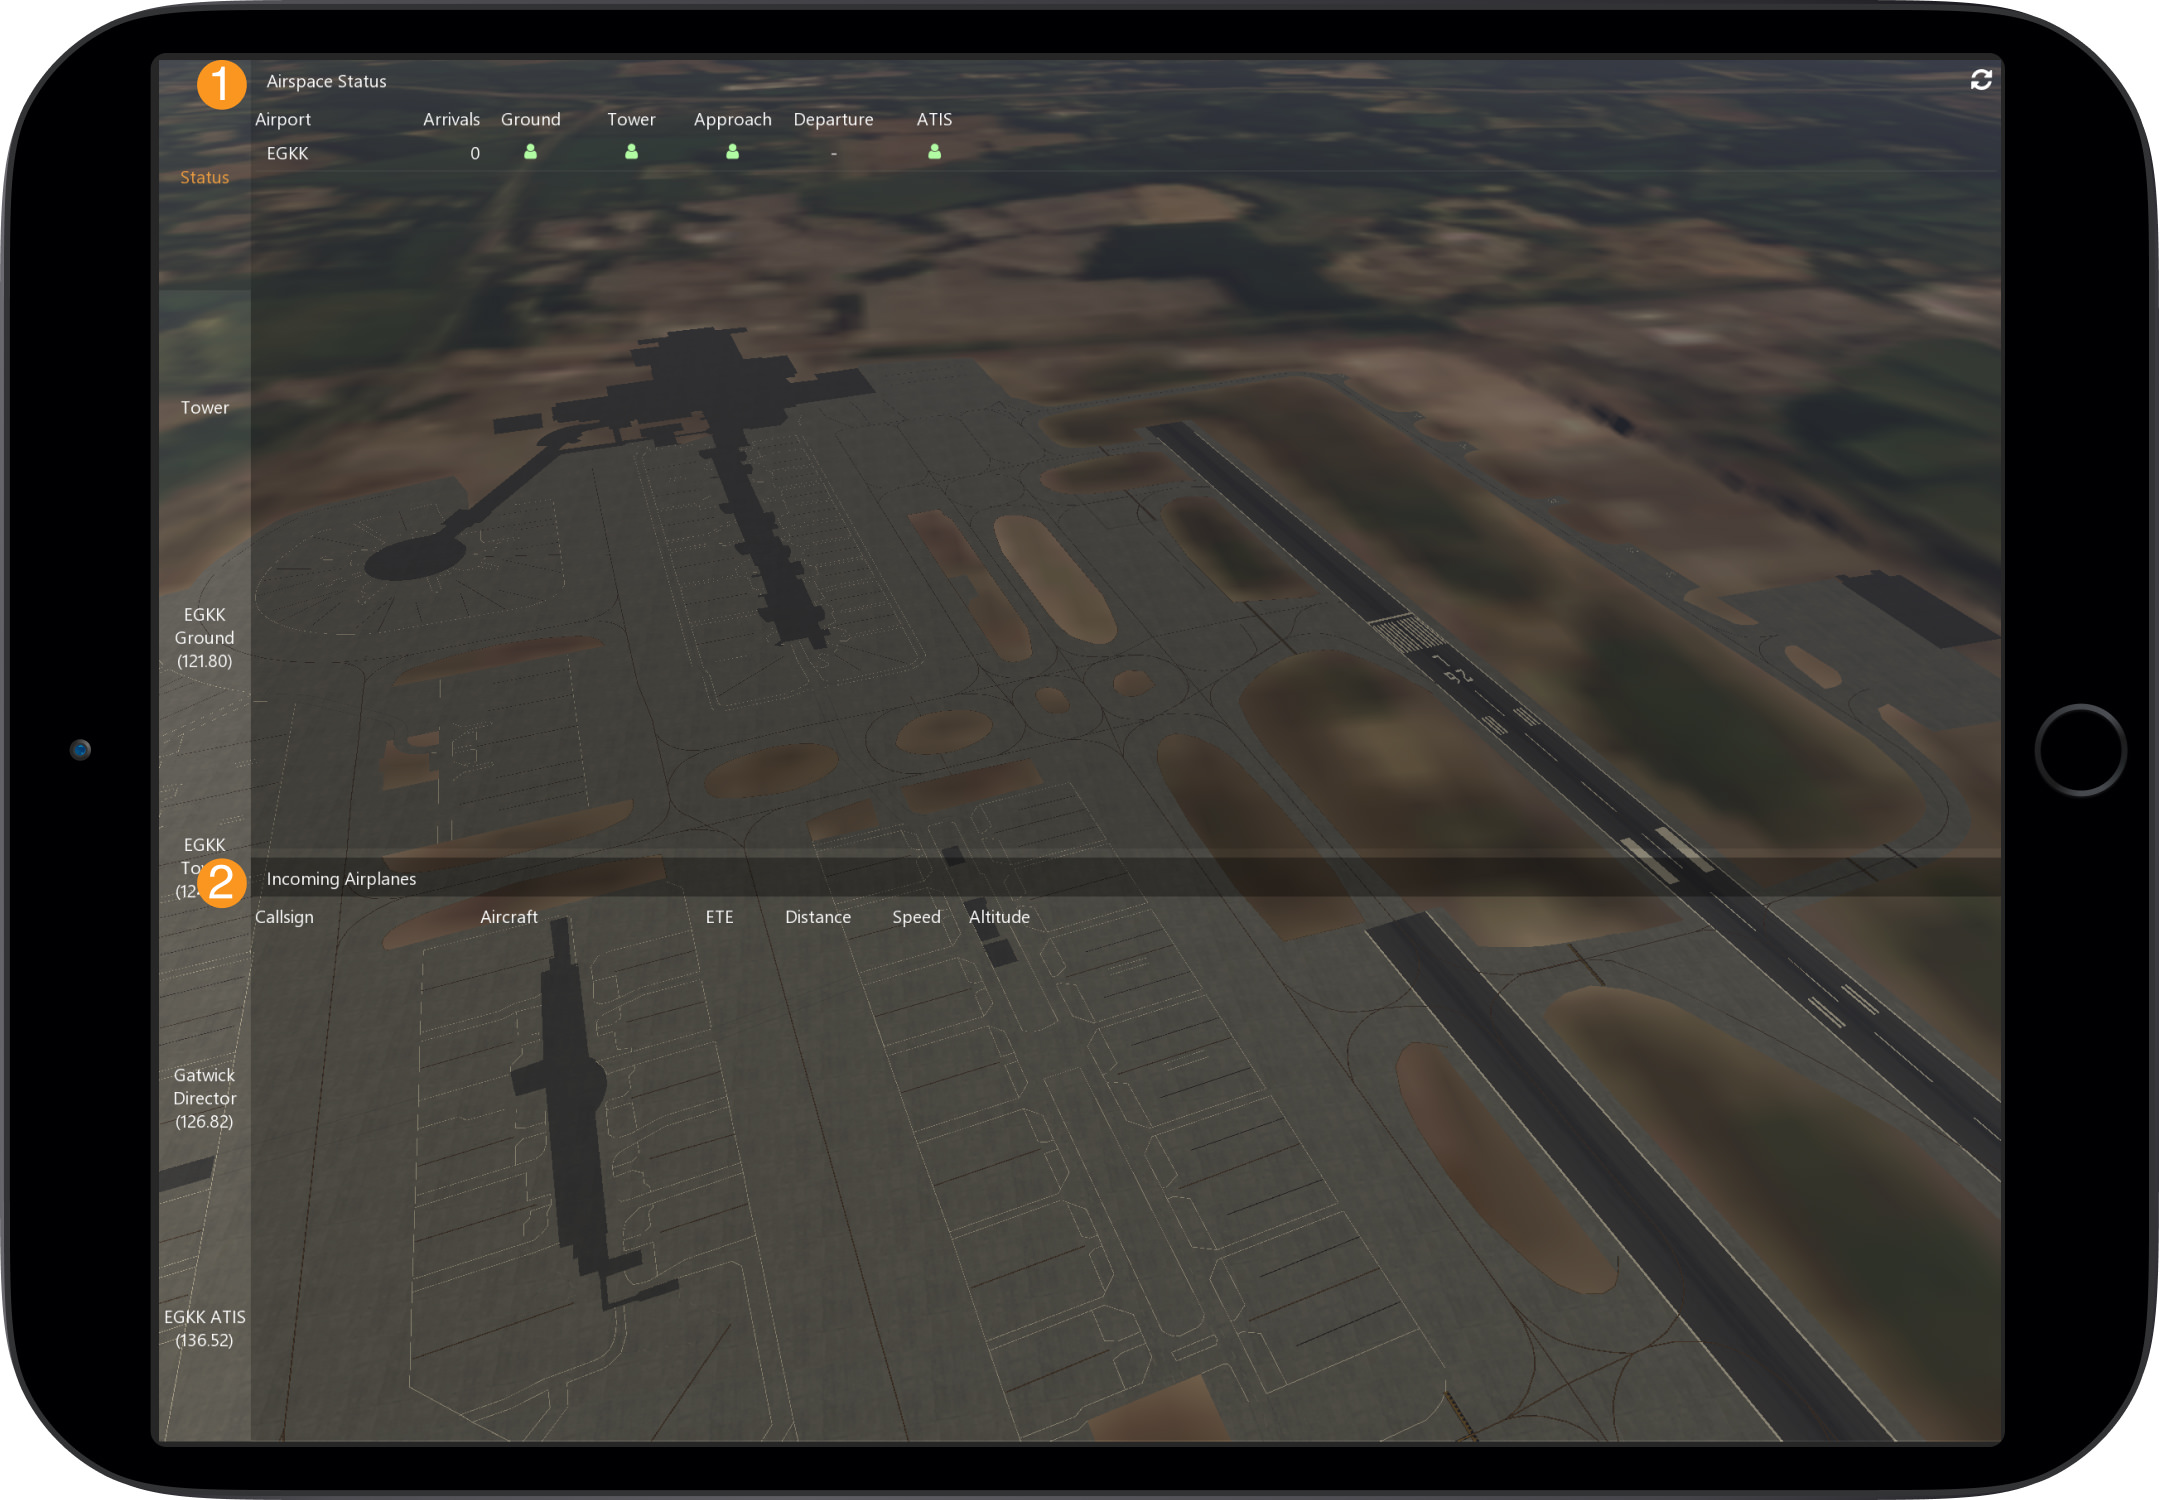 1
Airspace Status
Airport Arrivals Ground Tower Approach Departure ATIS
EGKK 0 -
Status
Tower
EGKK
Ground
(121.80)
EGKK
2
Incoming Airplanes
Callsign Aircraft ETE Distance Speed Altitude
Gatwick
Director
(126.82)
EGKK ATIS
(136.52)